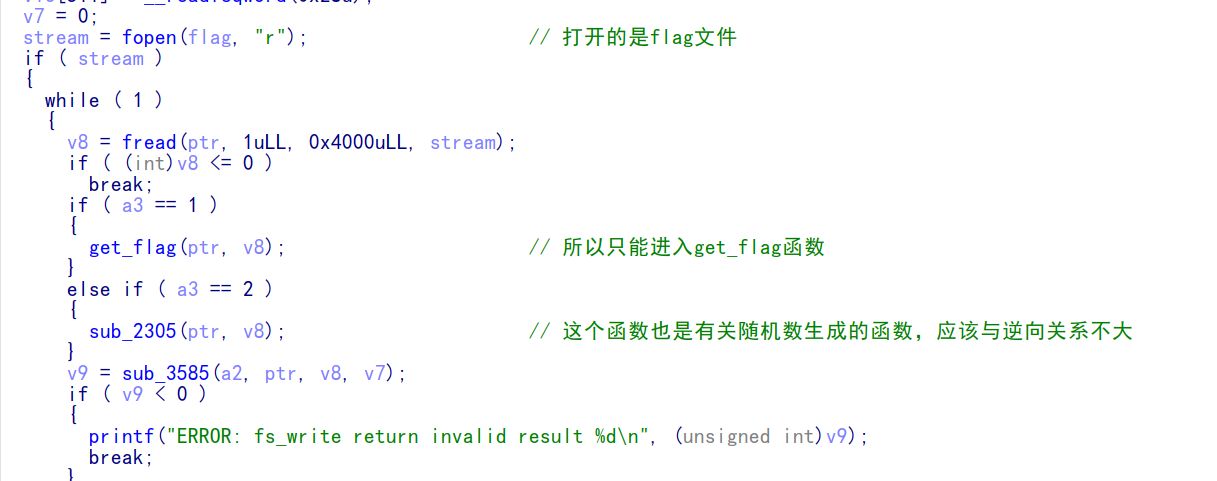 v7 = 0;
stream = fopen(flag, "r"); // 打开的是flag文件
if ( stream )
{
while ( 1 )
{
v8 = fread(ptr, 1uLL, 0x4000uLL, stream);
if ( (int)v8 <= 0 )
break;
if ( a3 == 1 )
{
get_flag(ptr, v8); // 所以只能进入get_flag函数
}
else if ( a3 == 2 )
{
sub_2305(ptr, v8); // 这个函数也是有关随机数生成的函数，应该与逆向关系不大
}
v9 = sub_3585(a2, ptr, v8, v7);
if ( v9 < 0 )
{
printf("ERROR: fs_write return invalid result %d\n", (unsigned int)v9);
break;
}